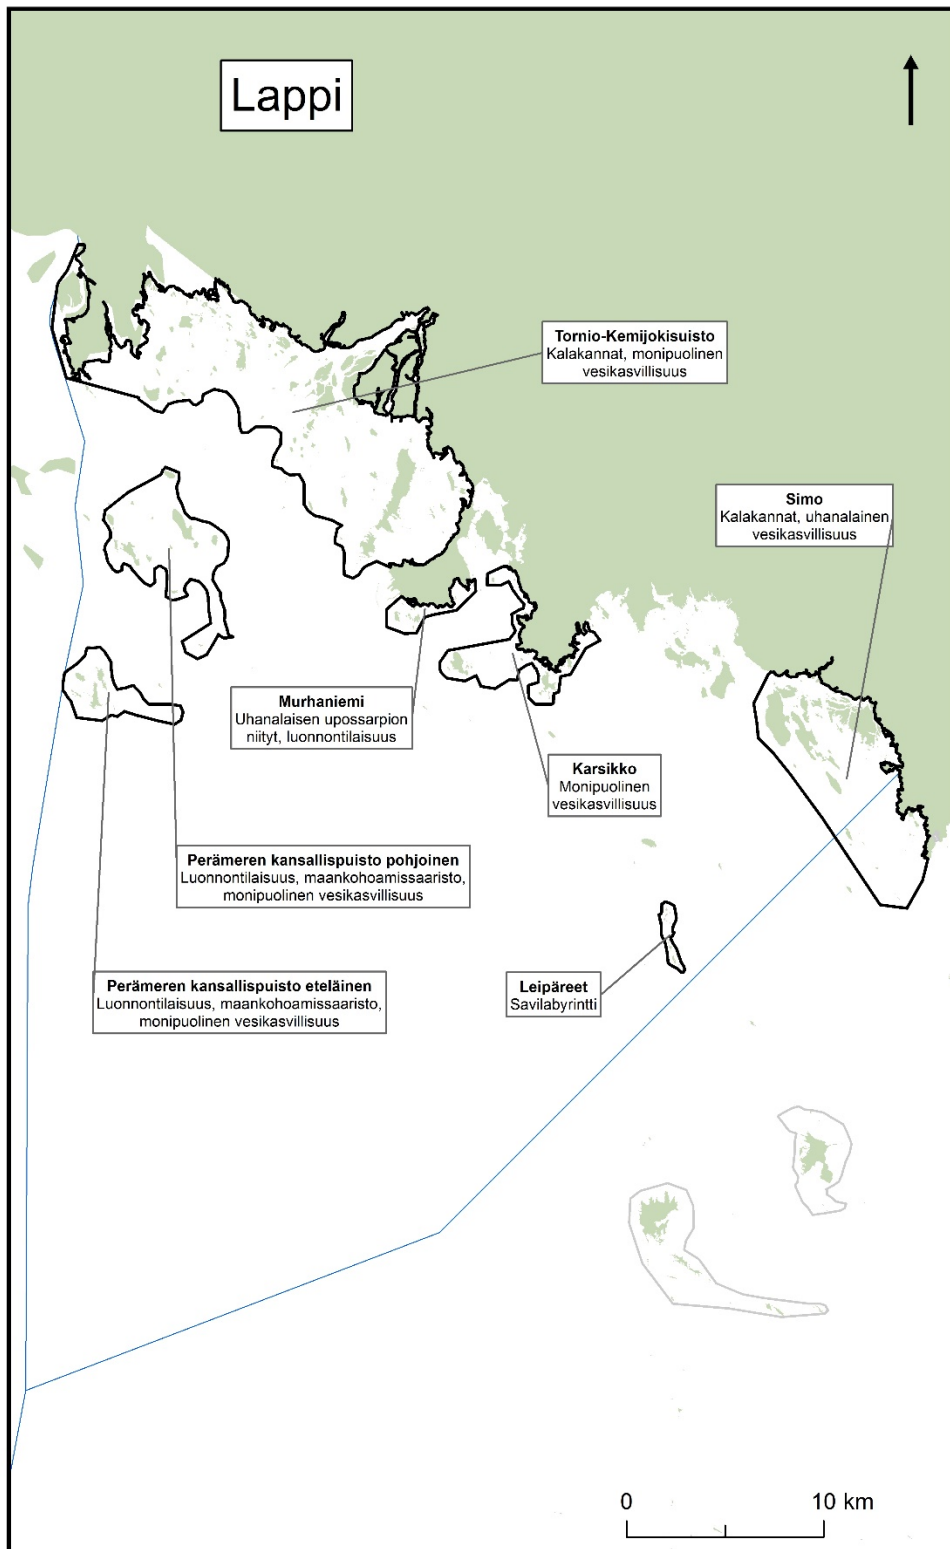 Lappi
Tornio-Kemijokisuisto
Kalakannat, monipuolinen
vesikasvillisuus
Simo
Kalakannat, uhanalainen
vesikasvillisuus
Murhaniemi
Uhanalaisen upossarpion
niityt, luonnontilaisuus
Karsikko
Monipuolinen
vesikasvillisuus
Perämeren kansallispuisto pohjoinen
Luonnontilaisuus, maankohoamissaaristo,
monipuolinen vesikasvillisuus
Perämeren kansallispuisto eteläinen
Luonnontilaisuus, maankohoamissaaristo,
monipuolinen vesikasvillisuus
Leipäreet
Savilabyrintti
0 10 km